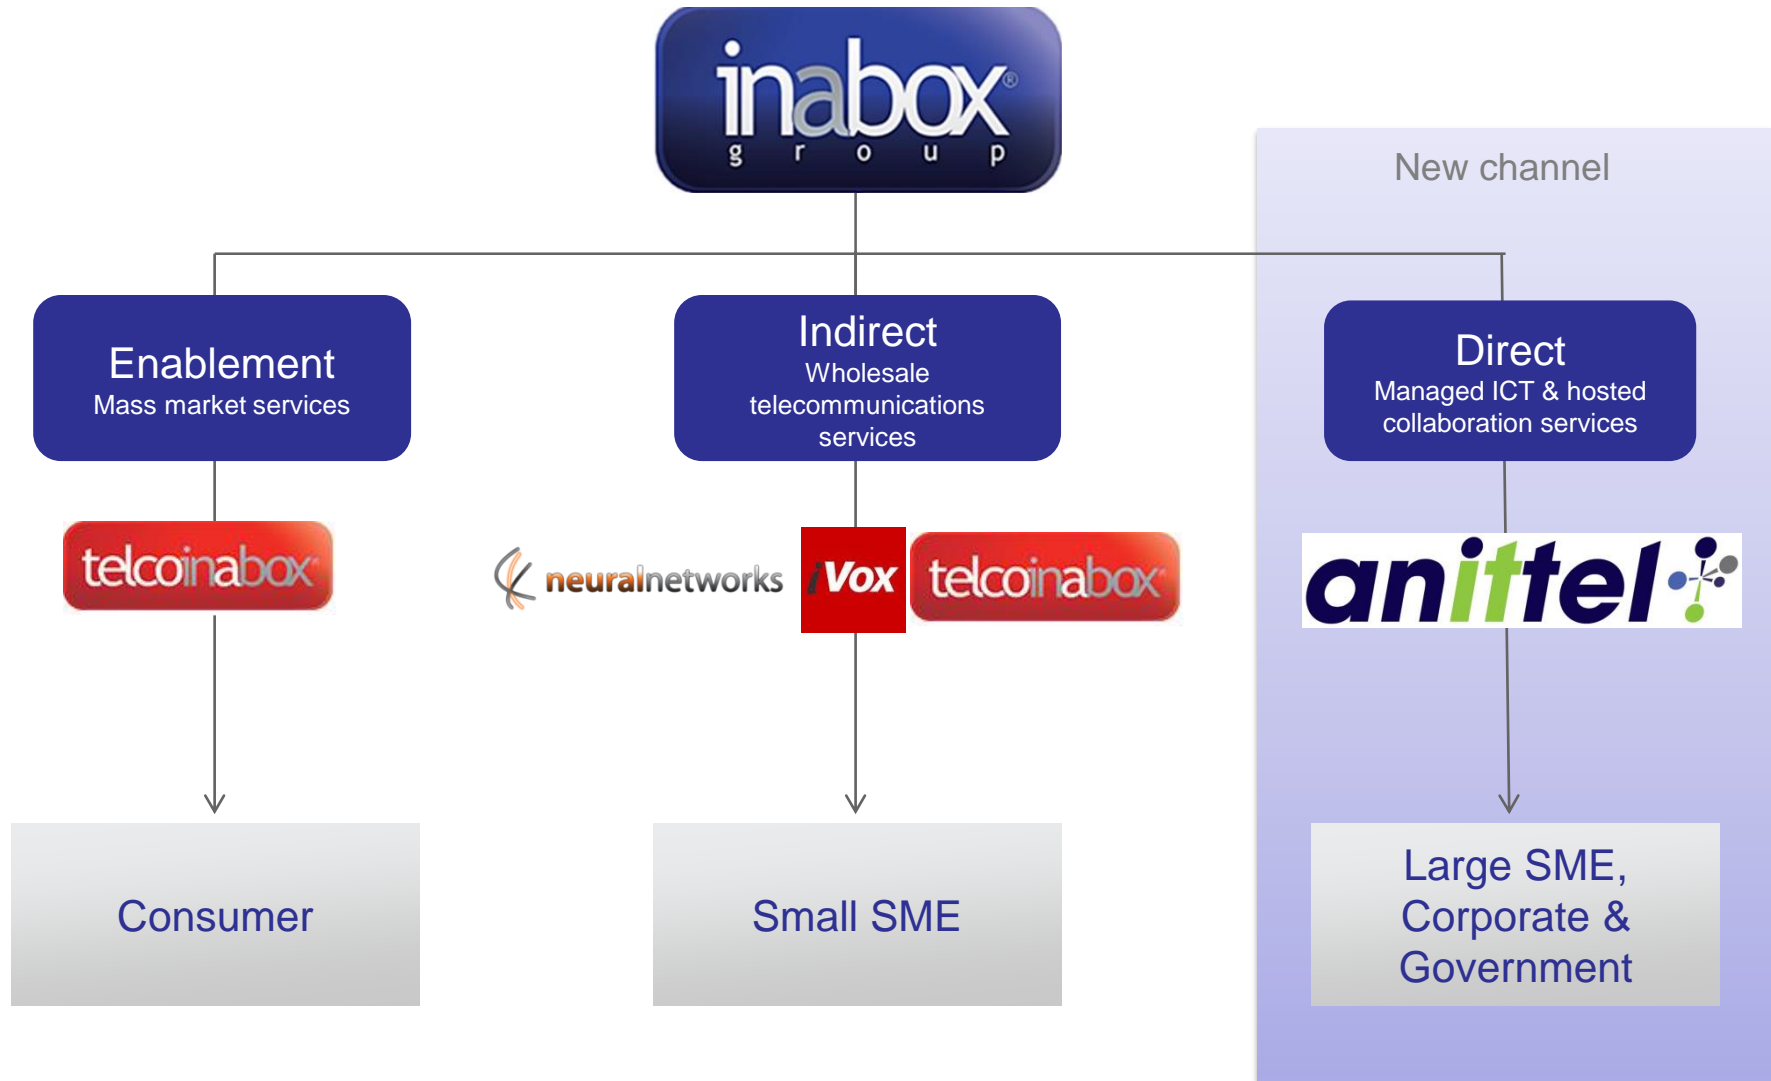 inabox®
group
New channel
Enablement
Mass market services
Indirect
Wholesale
telecommunications
services
Direct
Managed ICT & hosted
collaboration services
telcoinabox
neuralnetworks
iVox
telcoinabox
anittel
Consumer
Small SME
Large SME,
Corporate &
Government